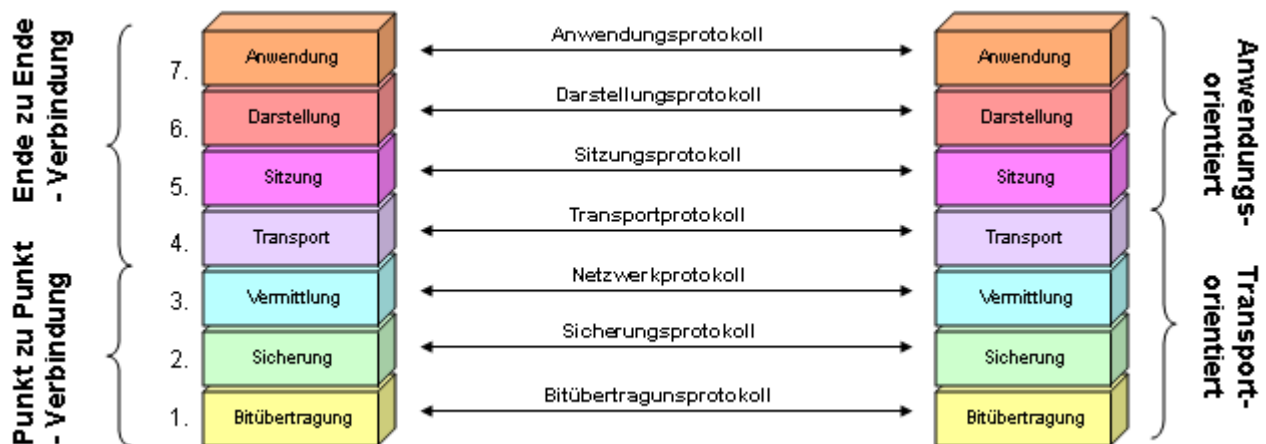 Ende zu Ende
- Verbindung
Punkt zu Punkt
- Verbindung
7.
Anwendung
Anwendungsprotokoll
Anwendung
6.
Darstellung
Darstellungsprotokoll
Darstellung
5.
Sitzung
Sitzungsprotokoll
Sitzung
4.
Transport
Transportprotokoll
Transport
3.
Vermittlung
Netzwerkprotokoll
Vermittlung
2.
Sicherung
Sicherungsprotokoll
Sicherung
1.
Bitübertragung
Bitübertragunsprotokoll
Bitübertragung
Anwendungs-
orientiert
Transport-
orientiert